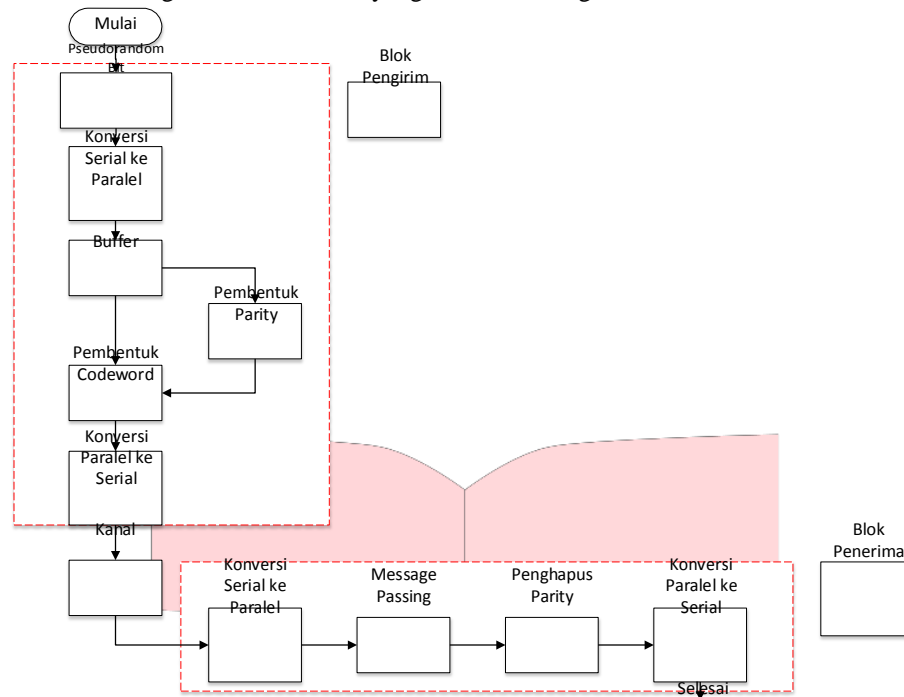 Mulai
Pseudorandom
Bit
Blok
Pengirim
Konversi
Serial ke
Paralel
Buffer
Pembentuk
Parity
Pembentuk
Codeword
Konversi
Paralel ke
Serial
Kanal
Blok
Penerima
Konversi
Serial ke
Paralel
Message
Passing
Penghapus
Parity
Konversi
Paralel ke
Serial
Selesai